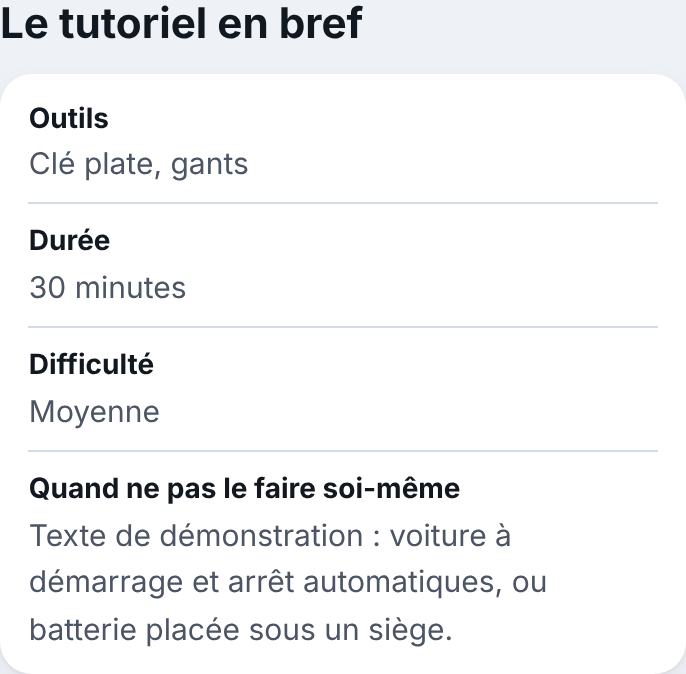 Le tutoriel en bref
Outils
Clé plate, gants
Durée
30 minutes
Difficulté
Moyenne
Quand ne pas le faire soi-même
Texte de démonstration : voiture à
démarrage et arrêt automatiques, ou
batterie placée sous un siège.